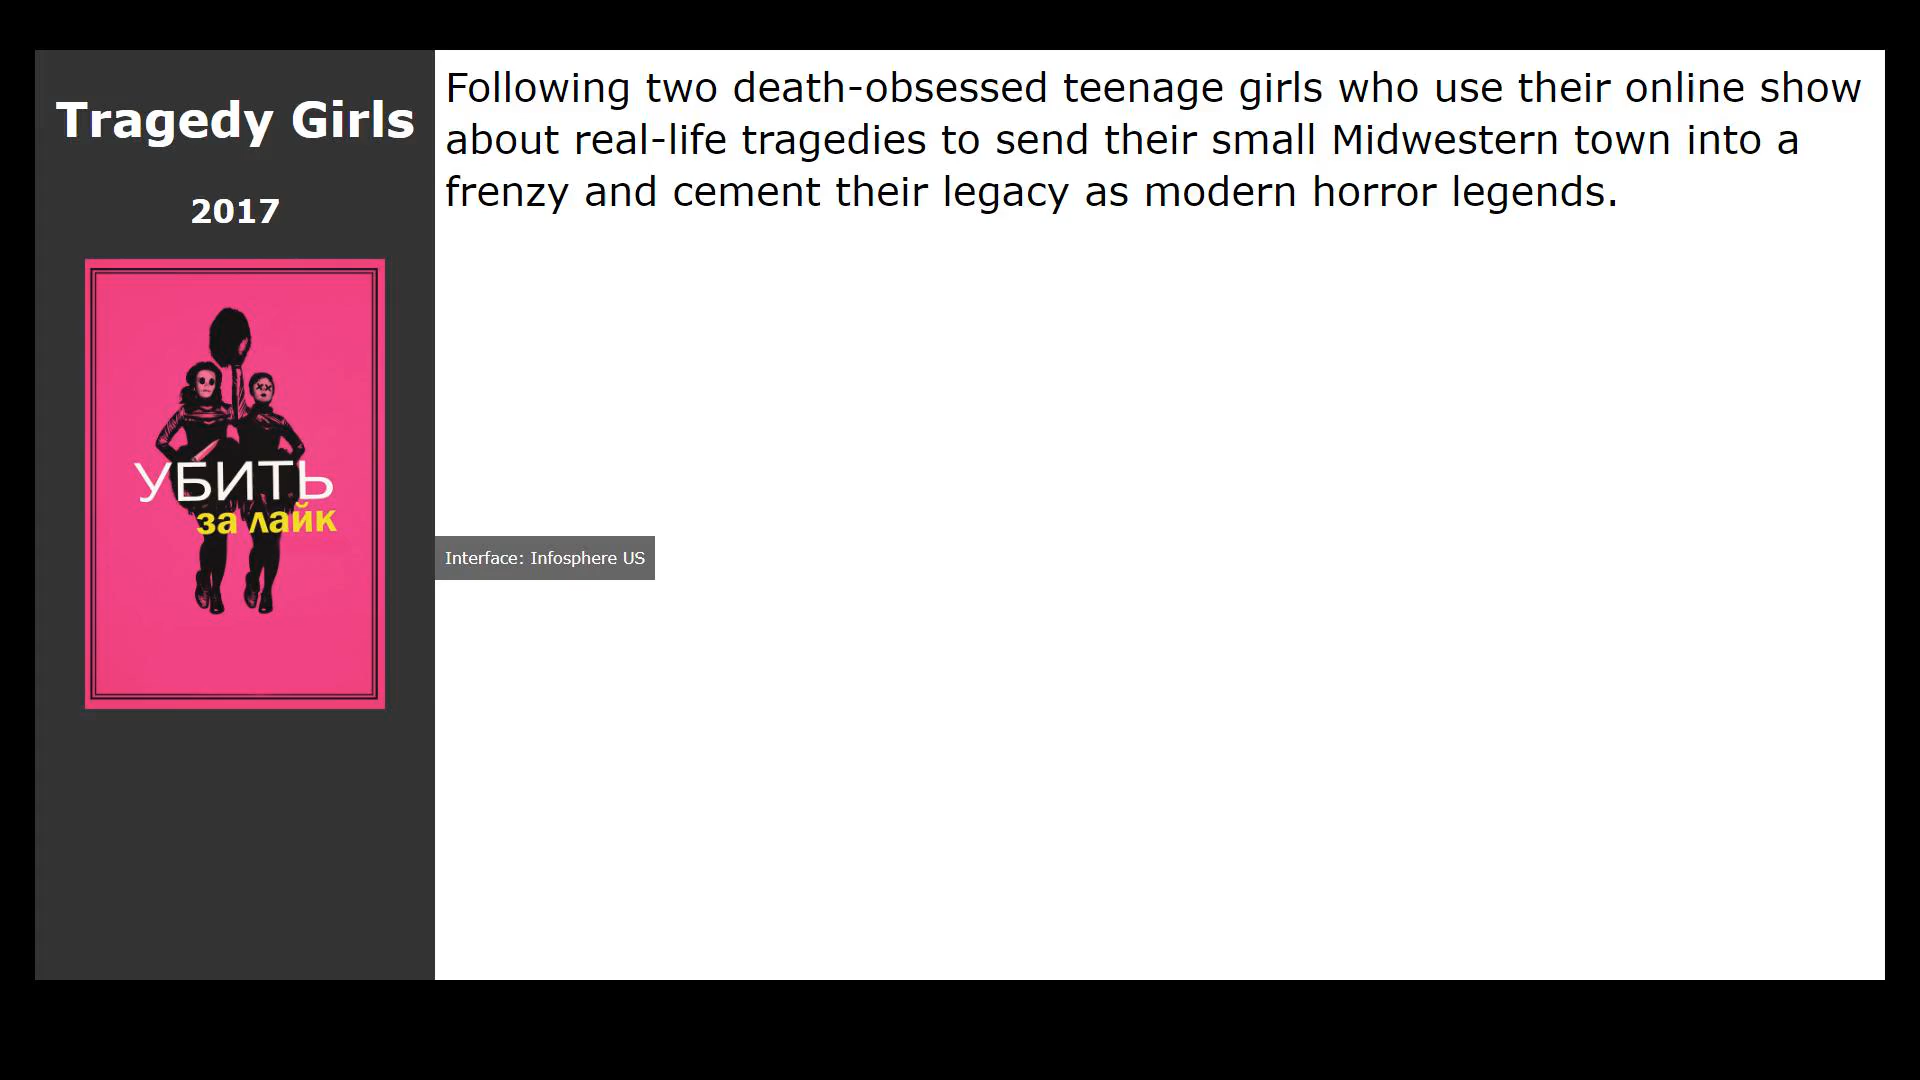 Tragedy Girls
2017
УБИТЬ
за лайк
Following two death-obsessed teenage girls who use their online show
about real-life tragedies to send their small Midwestern town into a
frenzy and cement their legacy as modern horror legends.
Interface: Infosphere US